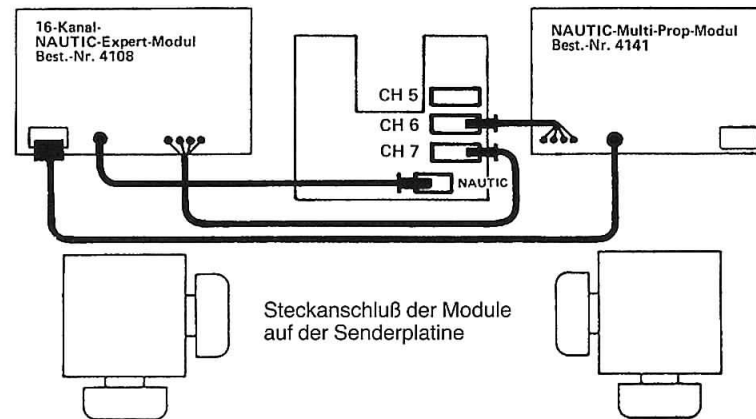 16-Kanal-
NAUTIC-Expert-Modul
Best.-Nr. 4108
NAUTIC-Multi-Prop-Modul
Best.-Nr. 4141
CH 5
CH 6
CH 7
NAUTIC
Steckanschluß der Module
auf der Senderplatine